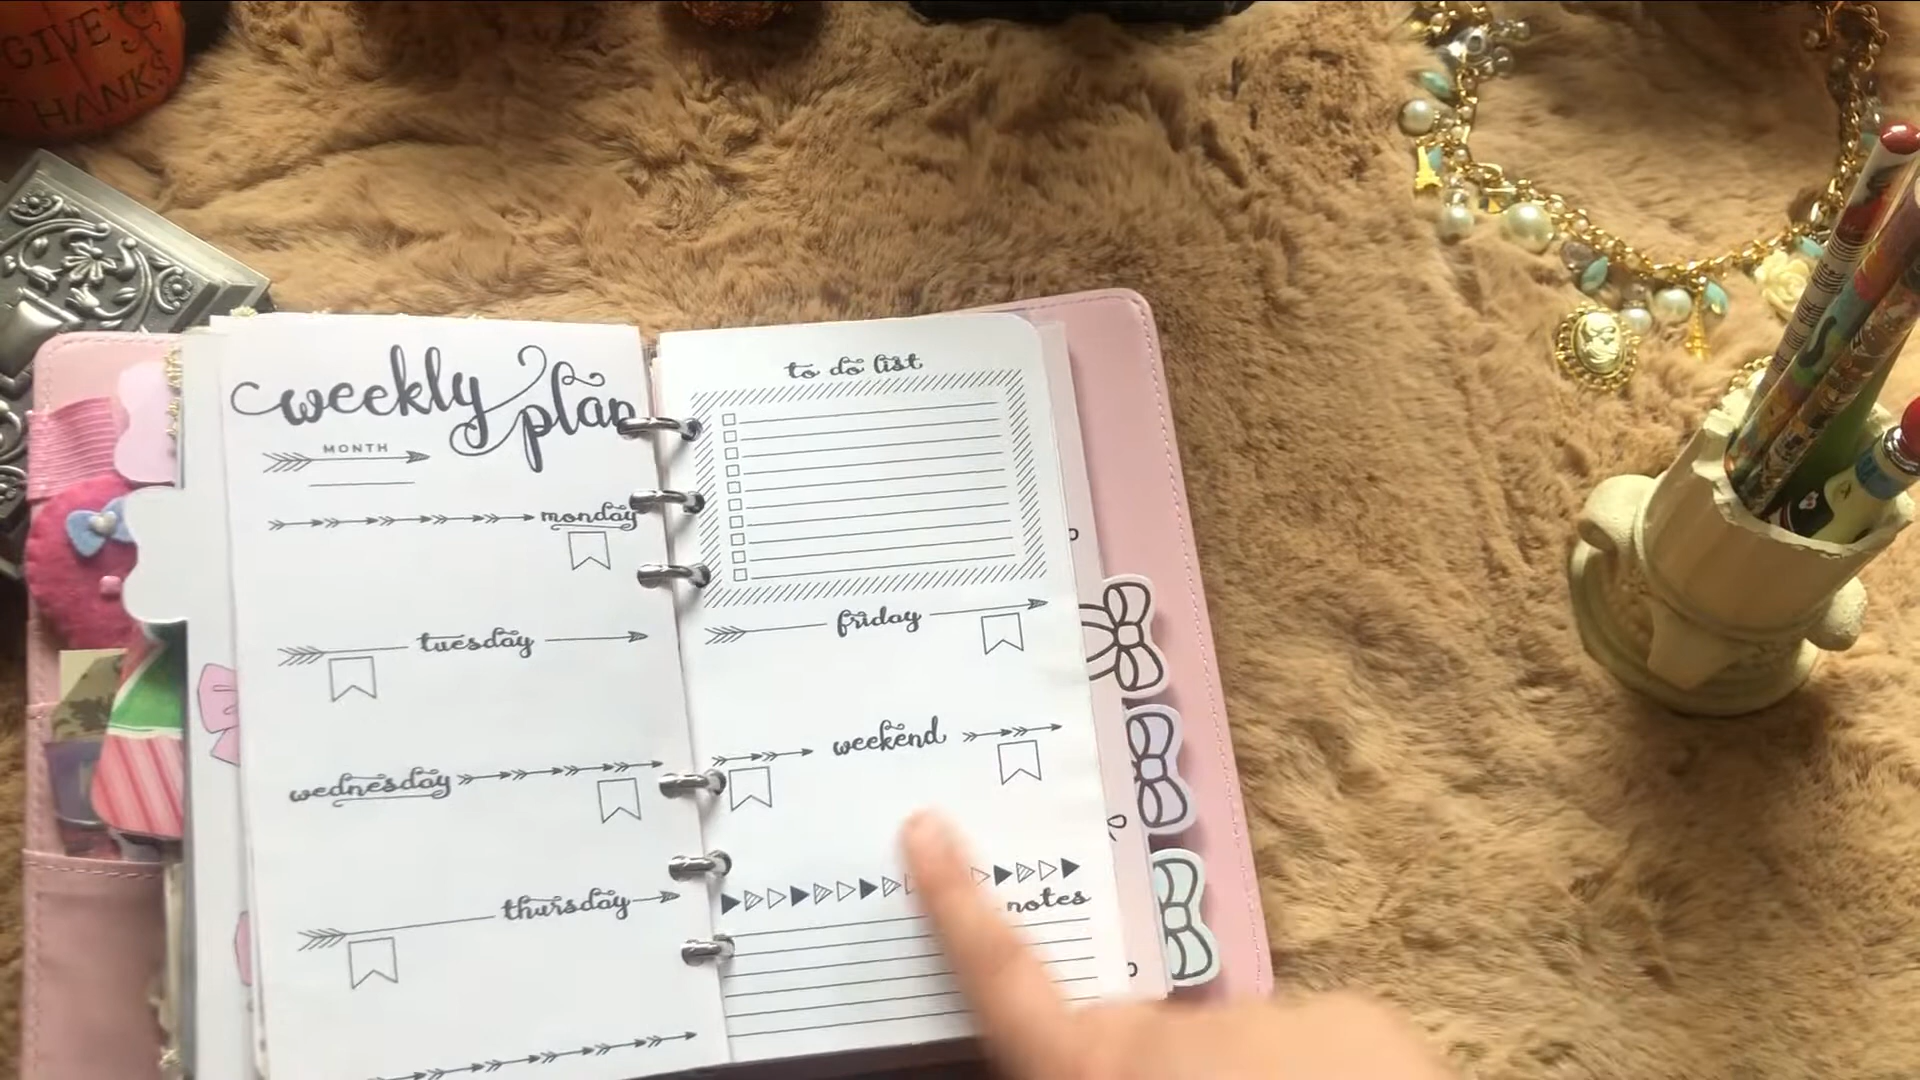 GIVE
THANKS
weekly plan
MONTH
monday
tuesday
wednesday
thursday
to do list
friday
weekend
notes